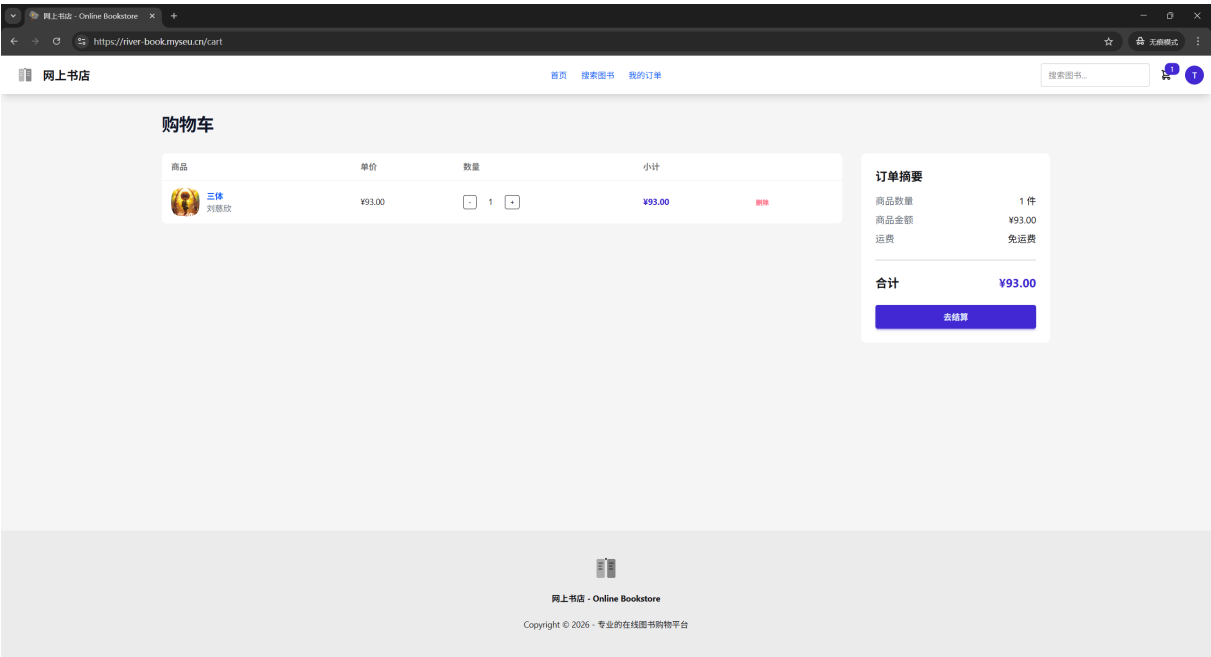 网上书店 - Online Bookstore
https://river-book.myseu.cn/cart
无痕模式
网上书店
首页 搜索图书 我的订单
搜索图书...
1
T
购物车
商品 单价 数量 小计
三体
刘慈欣
¥93.00 - 1 + ¥93.00 删除
订单摘要
商品数量 1 件
商品金额 ¥93.00
运费 免运费
合计 ¥93.00
去结算
网上书店 - Online Bookstore
Copyright © 2026 - 专业的在线图书购物平台